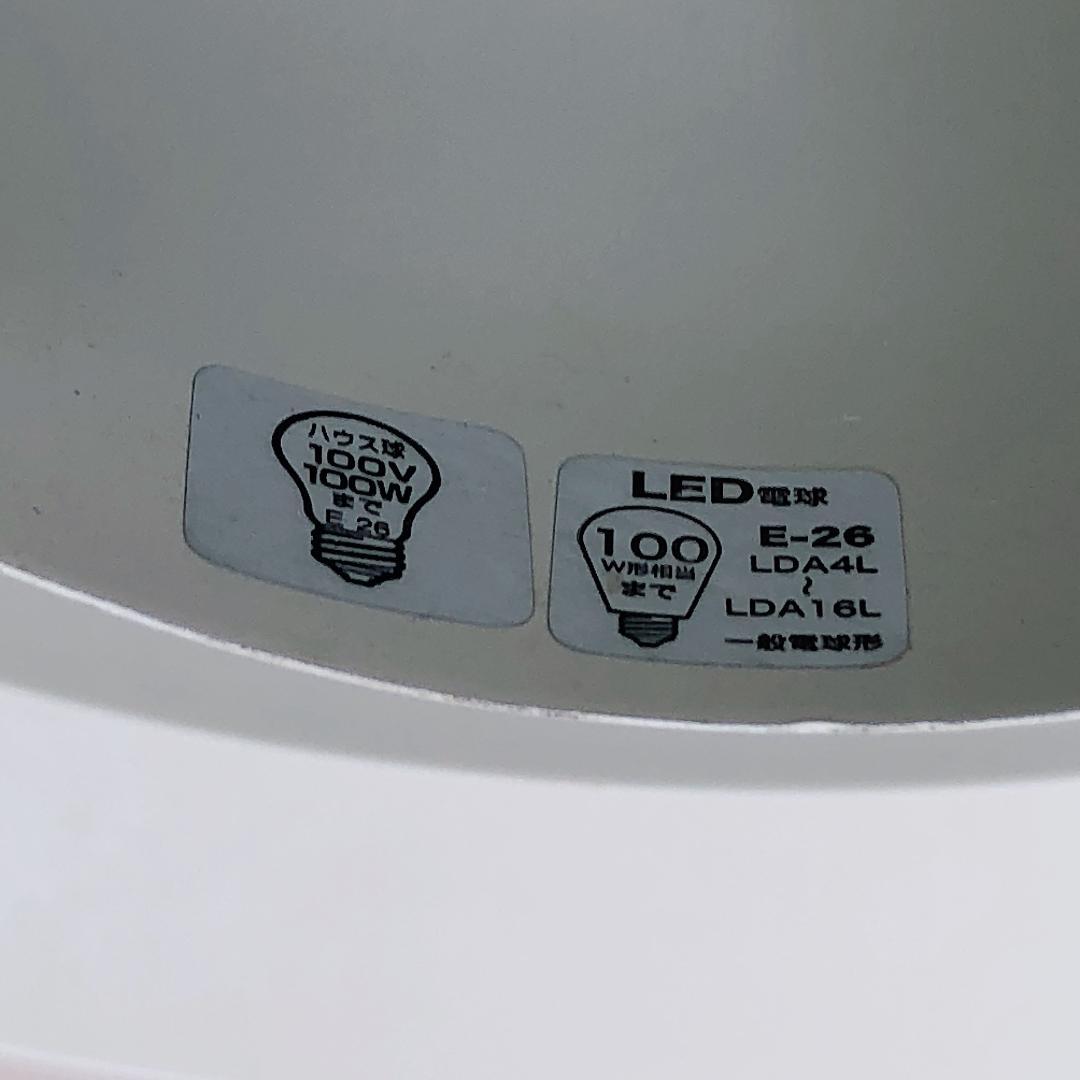 ハウス球
100V
100W
まで
E-26
LED電球
100
W形相当
まで
E-26
LDA4L
〜
LDA16L
一般電球形